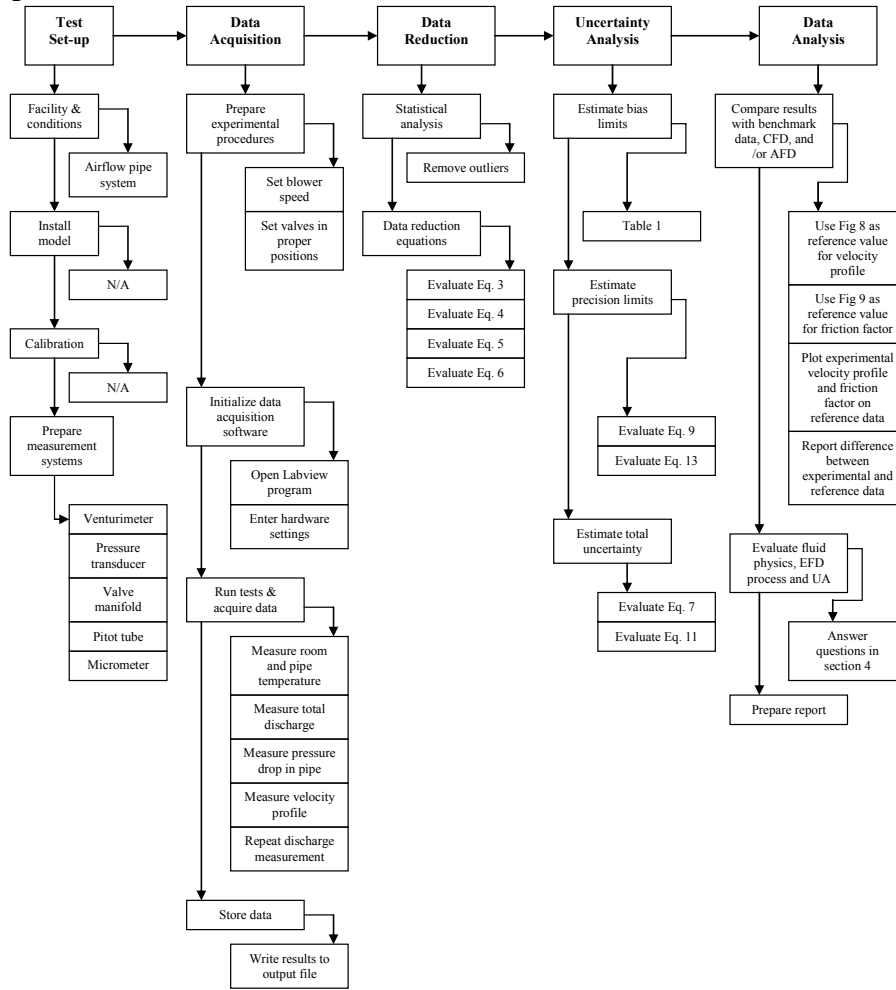 Test
Set-up
Data
Acquisition
Data
Reduction
Uncertainty
Analysis
Data
Analysis
Facility &
conditions
Airflow pipe
system
Install
model
N/A
Calibration
N/A
Prepare
measurement
systems
Venturimeter
Pressure
transducer
Valve
manifold
Pitot tube
Micrometer
Prepare
experimental
procedures
Set blower
speed
Set valves in
proper
positions
Initialize data
acquisition
software
Open Labview
program
Enter hardware
settings
Run tests &
acquire data
Measure room
and pipe
temperature
Measure total
discharge
Measure pressure
drop in pipe
Measure velocity
profile
Repeat discharge
measurement
Store data
Write results to
output file
Statistical
analysis
Remove outliers
Data reduction
equations
Evaluate Eq. 3
Evaluate Eq. 4
Evaluate Eq. 5
Evaluate Eq. 6
Estimate bias
limits
Table 1
Estimate
precision limits
Evaluate Eq. 9
Evaluate Eq. 13
Estimate total
uncertainty
Evaluate Eq. 7
Evaluate Eq. 11
Compare results
with benchmark
data, CFD, and
/or AFD
Use Fig 8 as
reference value
for velocity
profile
Use Fig 9 as
reference value
for friction factor
Plot experimental
velocity profile
and friction
factor on
reference data
Report difference
between
experimental and
reference data
Evaluate fluid
physics, EFD
process and UA
Answer
questions in
section 4
Prepare report